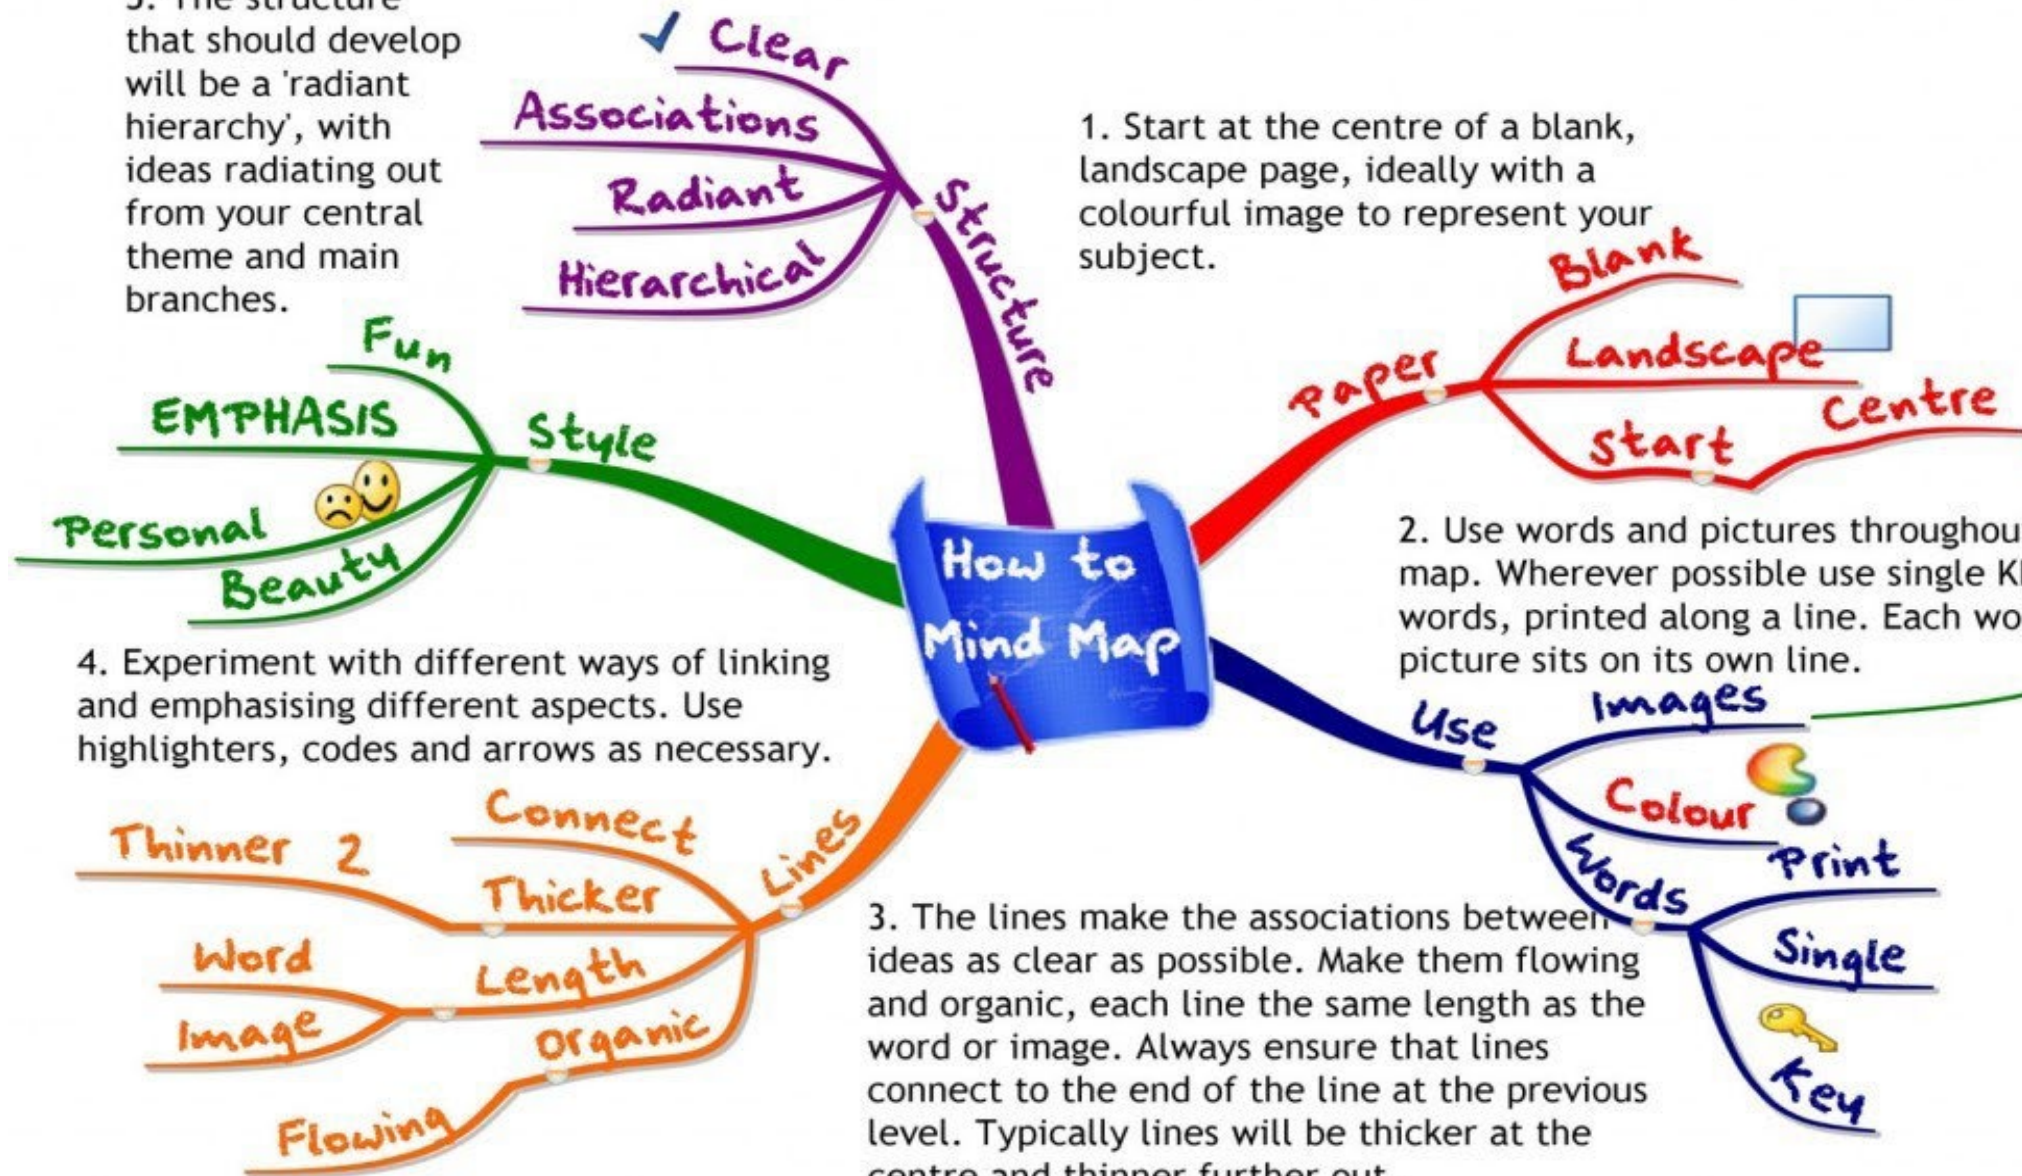 5. The structure
that should develop
will be a 'radiant
hierarchy', with
ideas radiating out
from your central
theme and main
branches.
Clear
Associations
Radiant
Hierarchical
Structure
1. Start at the centre of a blank,
landscape page, ideally with a
colourful image to represent your
subject.
Paper
Blank
Landscape
Start
Centre
Fun
EMPHASIS
Personal
Beauty
Style
How to
Mind Map
2. Use words and pictures throughou
map. Wherever possible use single
words, printed along a line. Each wo
picture sits on its own line.
Use
Images
Colour
Words
Print
Single
Key
4. Experiment with different ways of linking
and emphasising different aspects. Use
highlighters, codes and arrows as necessary.
Lines
Connect
Thicker
Thinner 2
Length
Word
Image
Organic
Flowing
3. The lines make the associations between
ideas as clear as possible. Make them flowing
and organic, each line the same length as the
word or image. Always ensure that lines
connect to the end of the line at the previous
level. Typically lines will be thicker at the
centre and thinner further out.